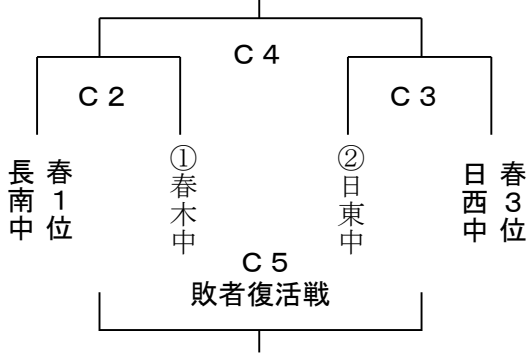 Ｃ４
Ｃ２
Ｃ３
春１位
長南中
①春木中
②日東中
春３位
日西中
Ｃ５
敗者復活戦